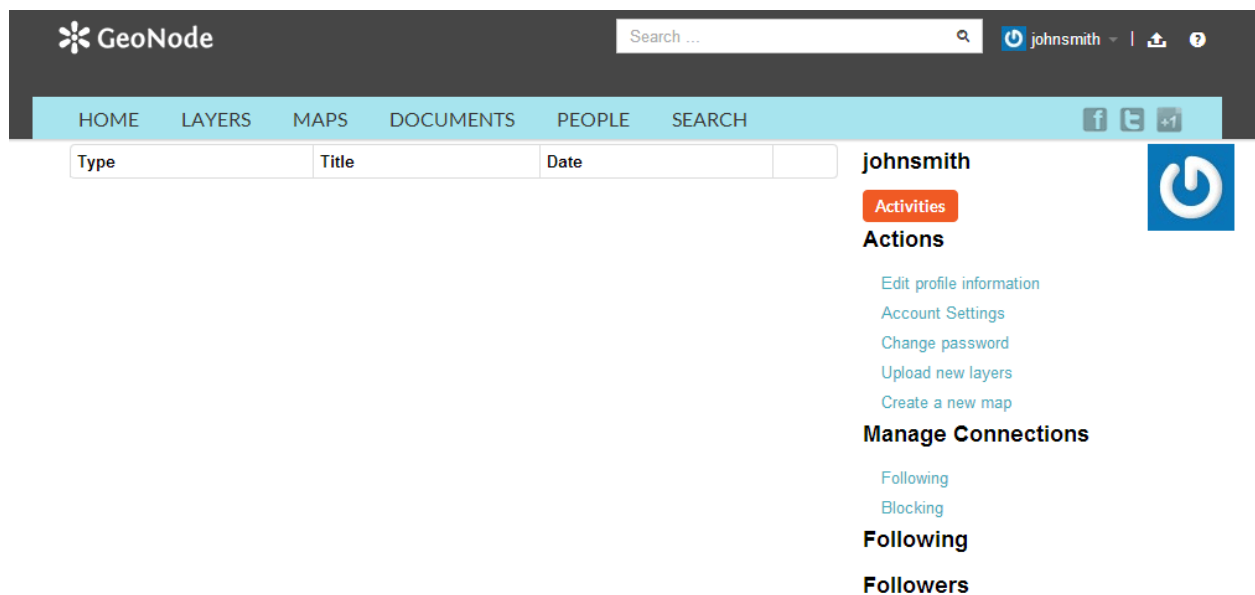 GeoNode
Search ...
johnsmith
HOME LAYERS MAPS DOCUMENTS PEOPLE SEARCH
f t +1
Type Title Date
johnsmith
Activities
Actions
Edit profile information
Account Settings
Change password
Upload new layers
Create a new map
Manage Connections
Following
Blocking
Following
Followers